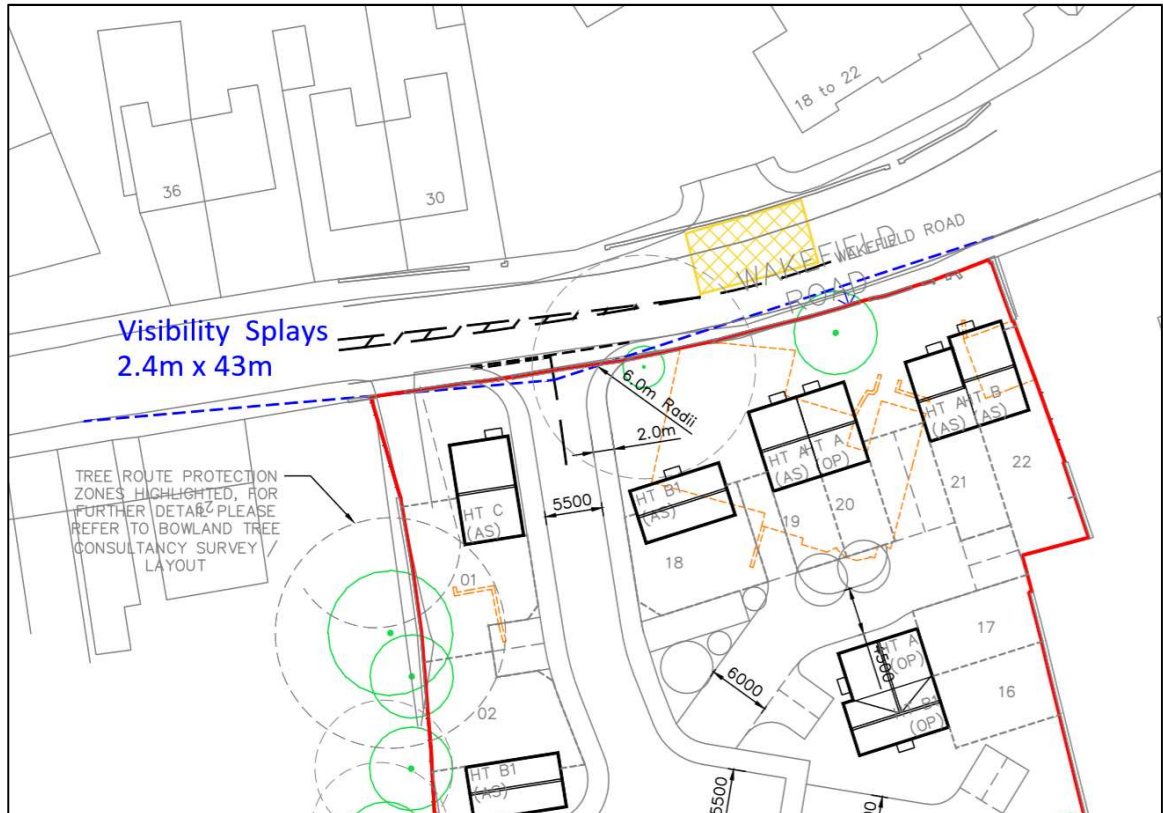 18 to 22
36
30
WAKEFIELD ROAD
WAKEFIELD
ROAD
Visibility Splays
2.4m x 43m
6.0m Radii
2.0m
5500
TREE ROUTE PROTECTION
ZONES HIGHLIGHTED, FOR
FURTHER DETAIL PLEASE
REFER TO BOWLAND TREE
CONSULTANCY SURVEY /
LAYOUT
HT C
(AS)
01
HT B1
(AS)
18
HT A
(AS)
HT A
(OP)
19
20
HT A
(AS)
HT B
(AS)
21
22
17
16
HT A
(OP)
4500
HT B1
(OP)
6000
02
HT B1
(AS)
5500